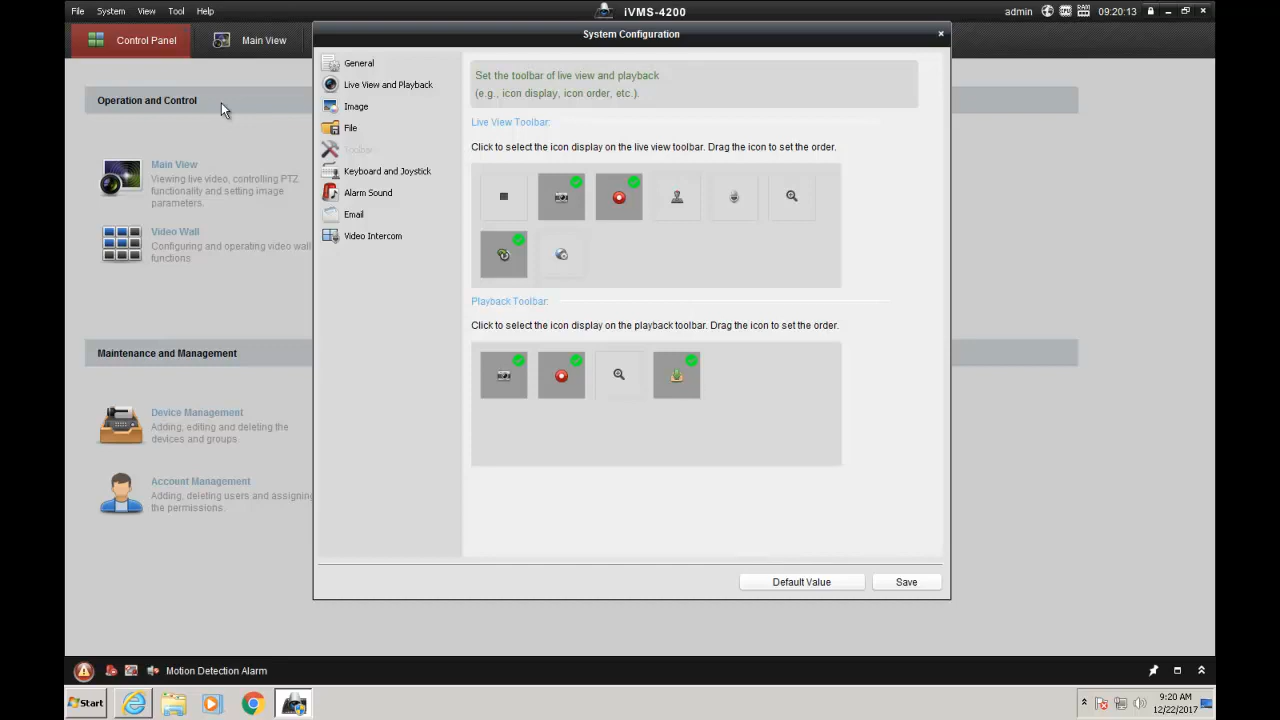 File System View Tool Help
iVMS-4200
admin 09:20:13
Control Panel
Main View
System Configuration
Operation and Control
Main View
Viewing live video, controlling PTZ
functionality and setting image
parameters.
Video Wall
Configuring and operating video wall
functions
Maintenance and Management
Device Management
Adding, editing and deleting the
devices and groups
Account Management
Adding, deleting users and assigning
the permissions.
General
Live View and Playback
Image
File
Toolbar
Keyboard and Joystick
Alarm Sound
Email
Video Intercom
Set the toolbar of live view and playback
(e.g., icon display, icon order, etc.).
Live View Toolbar:
Click to select the icon display on the live view toolbar. Drag the icon to set the order.
Playback Toolbar:
Click to select the icon display on the playback toolbar. Drag the icon to set the order.
Default Value
Save
Motion Detection Alarm
Start
9:20 AM
12/22/2017